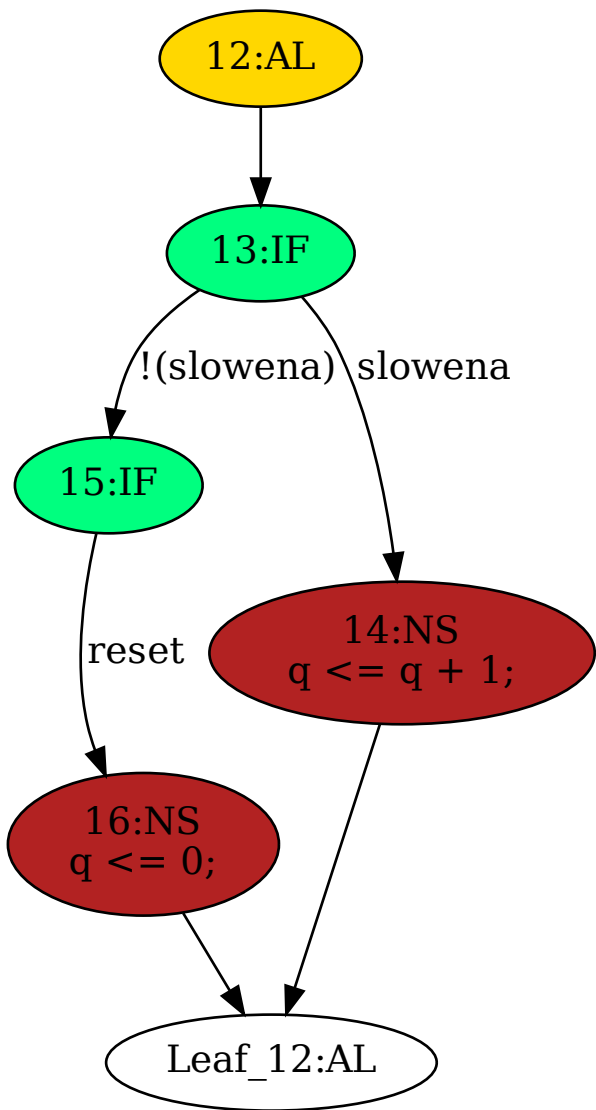 12:AL
13:IF
!(slowena)
slowena
15:IF
14:NS
q <= q + 1;
reset
16:NS
q <= 0;
Leaf_12:AL